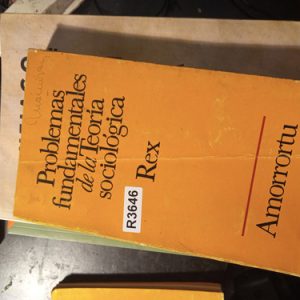 Problemas
fundamentales
de la Teoría
sociológica
Rex
R3646
Amorrortu